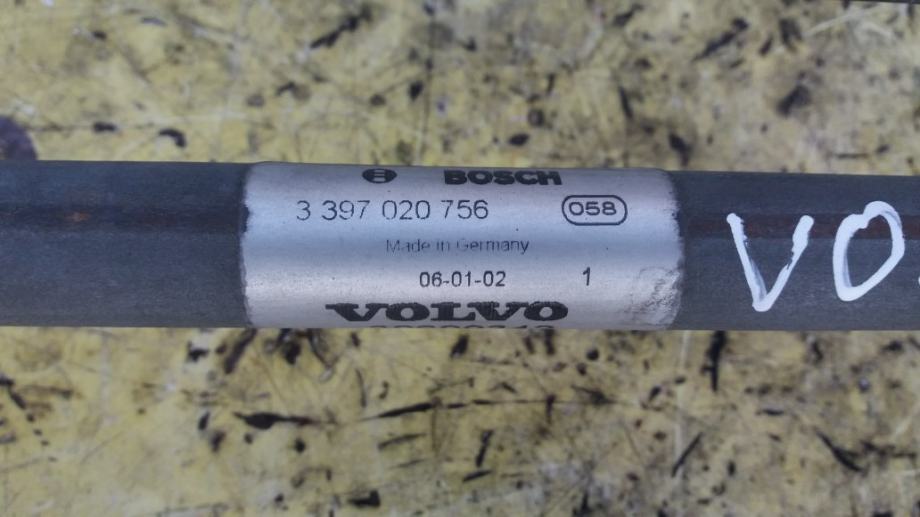 BOSCH
3 397 020 756 058
Made in Germany
06-01-02 1
VOLVO
VO